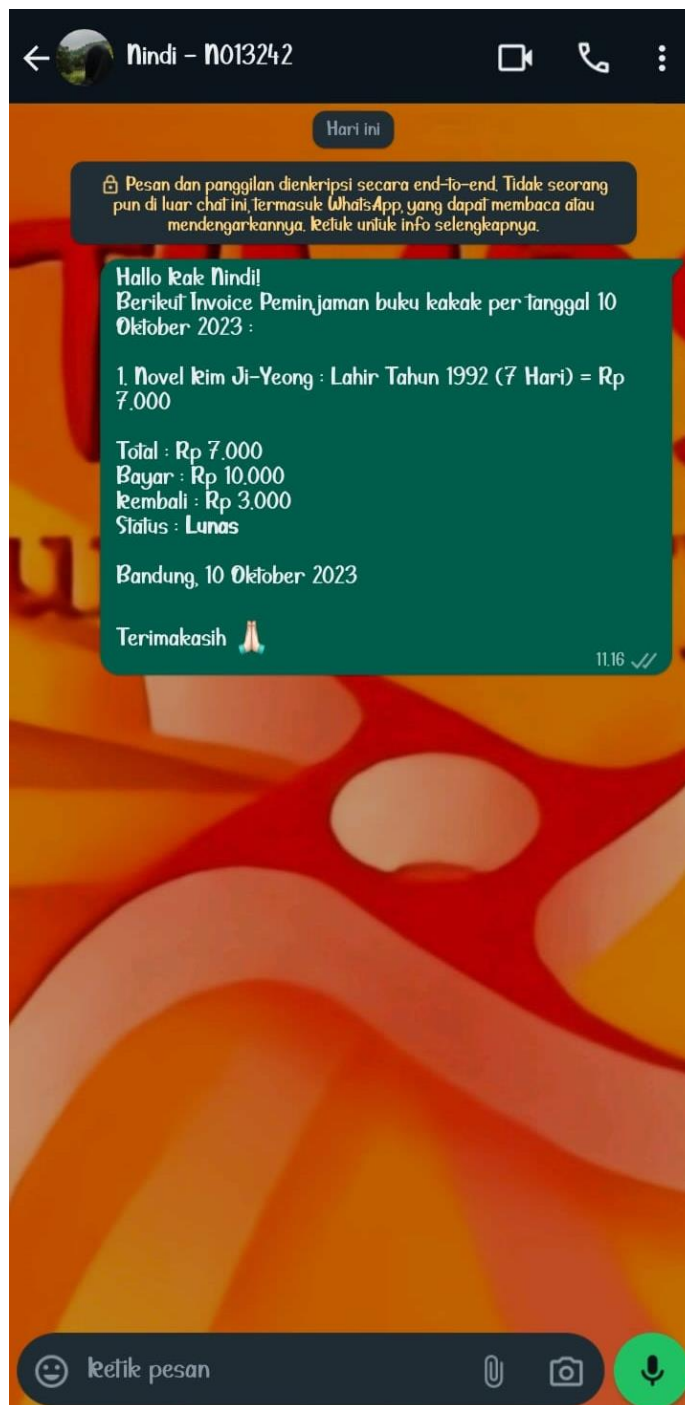 Nindi - N013242
Hari ini
Pesan dan panggilan dienkripsi secara end-to-end. Tidak seorang
pun di luar chat ini, termasuk WhatsApp, yang dapat membaca atau
mendengarkannya. Ketuk untuk info selengkapnya.
Hallo Kak Nindi!
Berikut Invoice Peminjaman buku kakak per tanggal 10
Oktober 2023 :
1. Novel Kim Ji-Yeong : Lahir Tahun 1992 (7 Hari) = Rp
7.000
Total : Rp 7.000
Bayar : Rp 10.000
Kembali : Rp 3.000
Status : Lunas
Bandung, 10 Oktober 2023
Terimakasih 🙏🏻
11.16
Ketik pesan